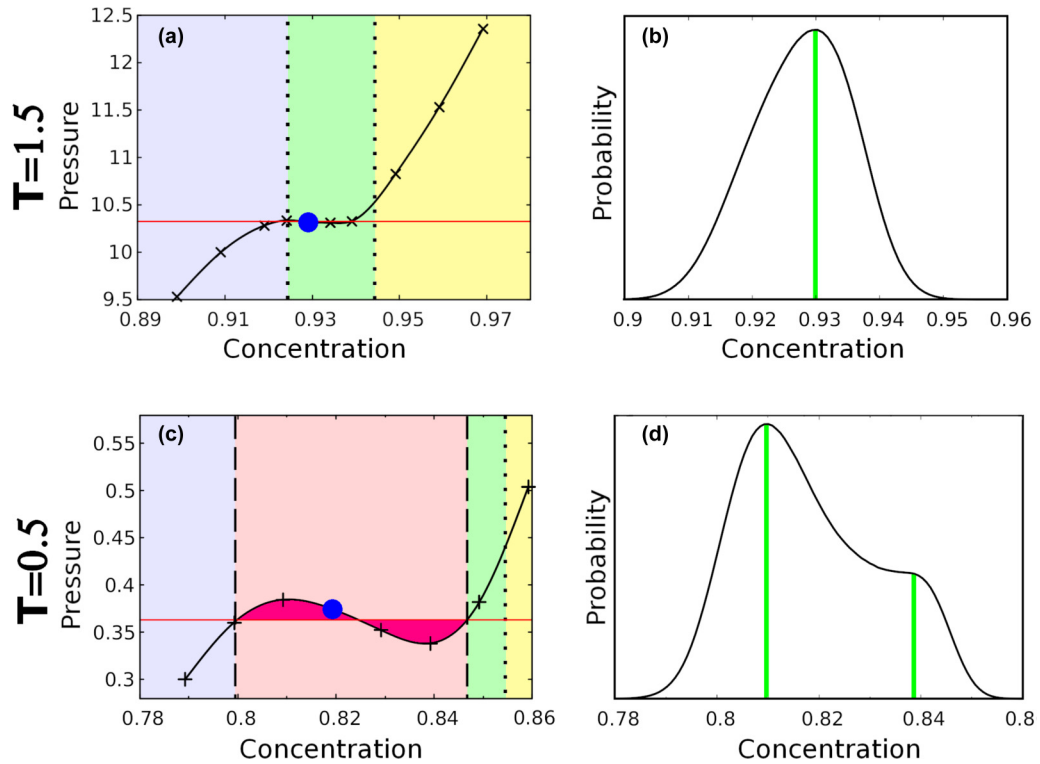 T=1.5
(a)
Pressure
12.5
12
11.5
11
10.5
10
9.5
0.89 0.91 0.93 0.95 0.97
Concentration
(b)
Probability
0.9 0.91 0.92 0.93 0.94 0.95 0.96
Concentration
T=0.5
(c)
Pressure
0.55
0.5
0.45
0.4
0.35
0.3
0.78 0.8 0.82 0.84 0.86
Concentration
(d)
Probability
0.78 0.8 0.82 0.84 0.8
Concentration